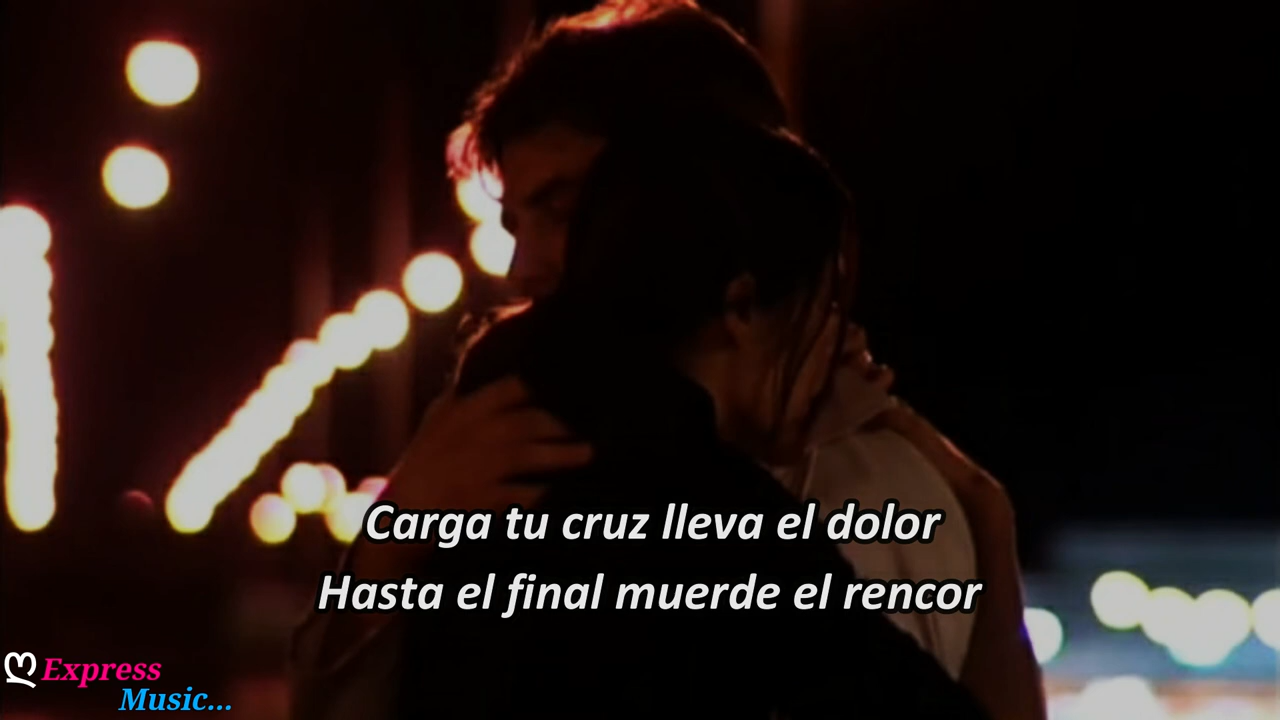 Carga tu cruz lleva el dolor
Hasta el final muerde el rencor
Express
Music...